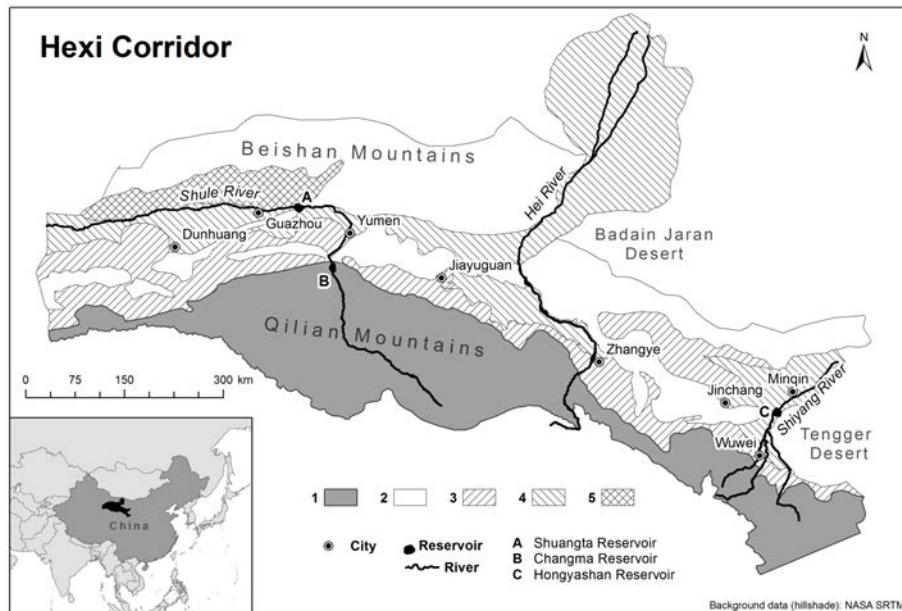 Hexi Corridor
N
Beishan Mountains
Shule River
A
Guazhou
Yumen
Dunhuang
Hei River
Badain Jaran
Desert
Jiayuguan
B
Qilian Mountains
Zhangye
0 75 150 300 km
Jinchang
Minqin
C
Shiyang River
Wuwei
Tengger
Desert
China
1 2 3 4 5
City Reservoir A Shuangta Reservoir
River B Changma Reservoir
C Hongyashan Reservoir
Background data (hillshade): NASA SRTM